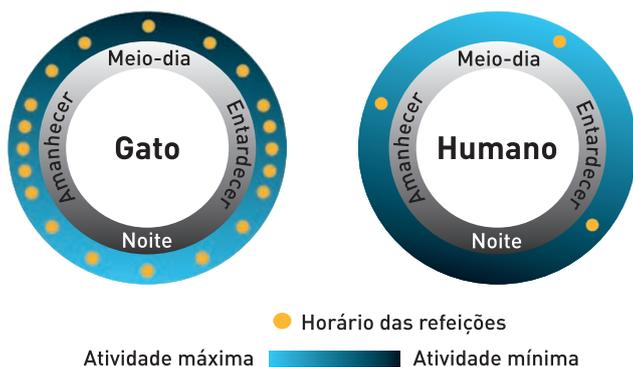 Meio-dia
Amanhecer
Gato
Entardecer
Noite
Meio-dia
Amanhecer
Humano
Entardecer
Noite
Horário das refeições
Atividade máxima
Atividade mínima